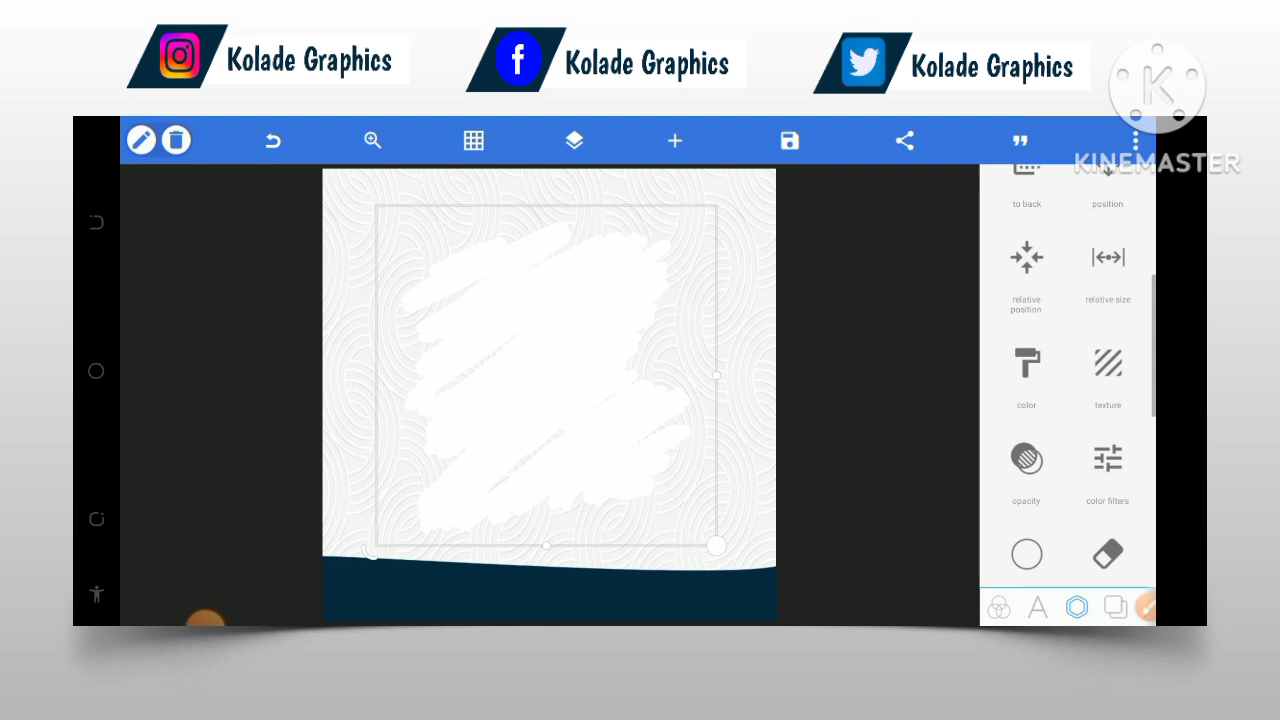 Kolade Graphics
Kolade Graphics
Kolade Graphics
K
KINEMASTER
to back
position
relative position
relative size
color
texture
opacity
color filters